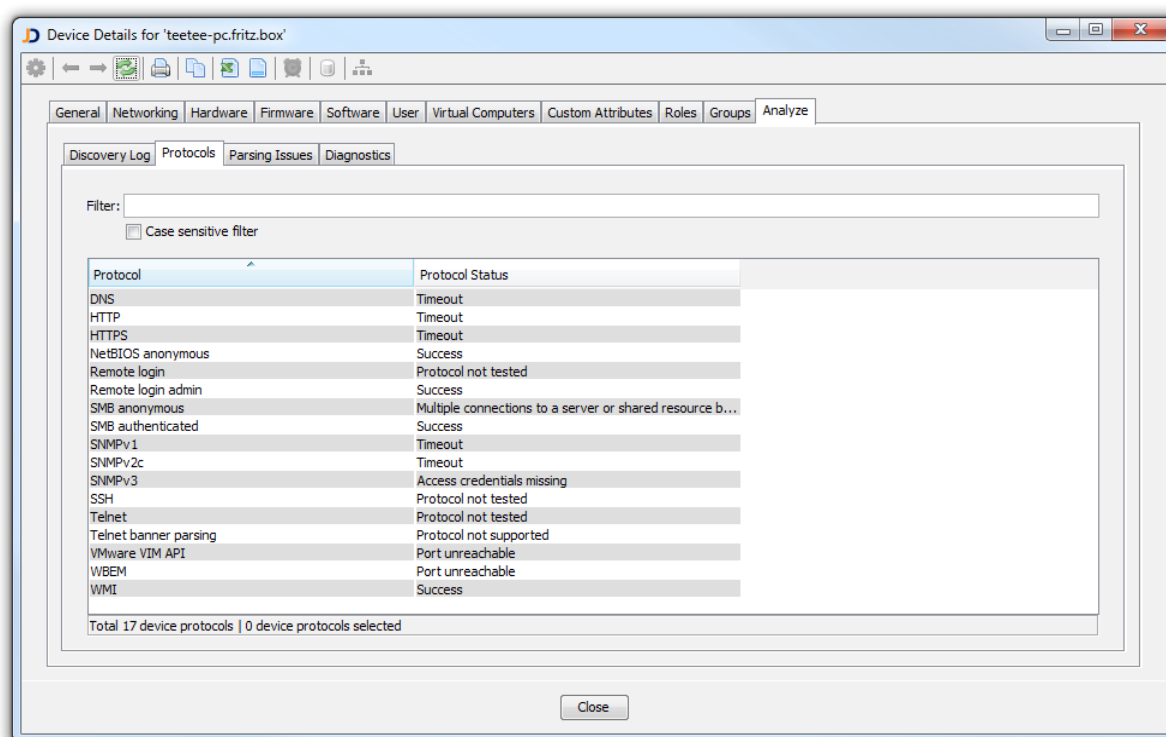 Device Details for 'teetee-pc.fritz.box'
General Networking Hardware Firmware Software User Virtual Computers Custom Attributes Roles Groups Analyze
Discovery Log Protocols Parsing Issues Diagnostics
Filter:
Case sensitive filter
Protocol Protocol Status
DNS Timeout
HTTP Timeout
HTTPS Timeout
NetBIOS anonymous Success
Remote login Protocol not tested
Remote login admin Success
SMB anonymous Multiple connections to a server or shared resource b...
SMB authenticated Success
SNMPv1 Timeout
SNMPv2c Timeout
SNMPv3 Access credentials missing
SSH Protocol not tested
Telnet Protocol not tested
Telnet banner parsing Protocol not supported
VMware VIM API Port unreachable
WBEM Port unreachable
WMI Success
Total 17 device protocols | 0 device protocols selected
Close